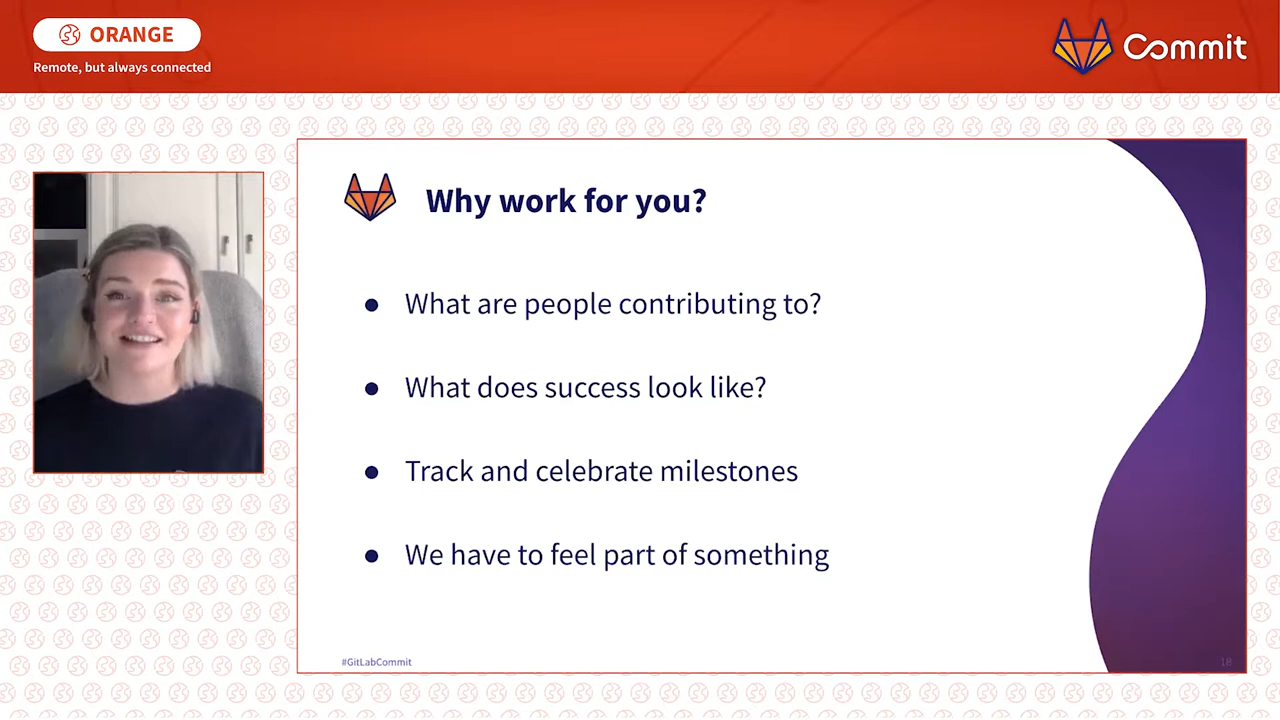 ORANGE
Remote, but always connected
Commit
Why work for you?
● What are people contributing to?
● What does success look like?
● Track and celebrate milestones
● We have to feel part of something
#GitLabCommit
18